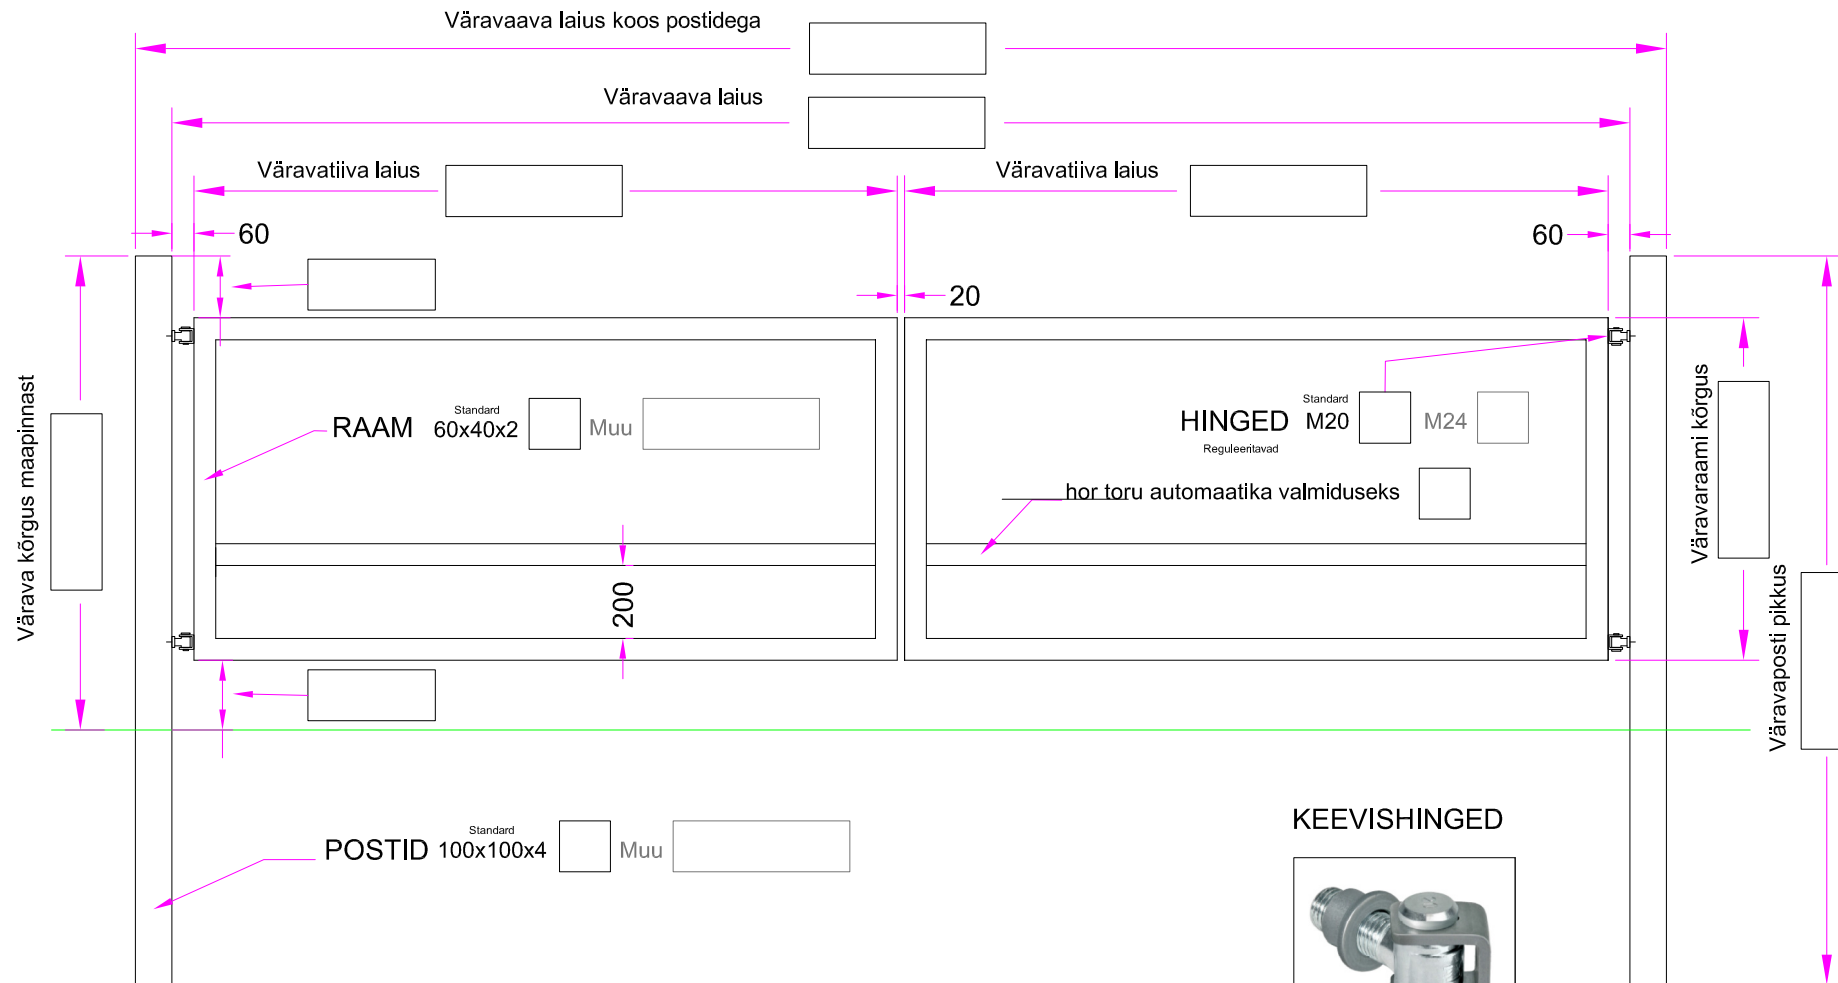 Väravaava laius koos postidega
Väravaava laius
Väravatiiva laius
Väravatiiva laius
60
60
20
Värava kõrgus maapinnast
RAAM
Standard
60x40x2
Muu
HINGED
Reguleeritavad
Standard
M20
M24
hor toru automaatika valmiduseks
Väravaraami kõrgus
Väravaposti pikkus
200
POSTID
Standard
100x100x4
Muu
KEEVISHINGED